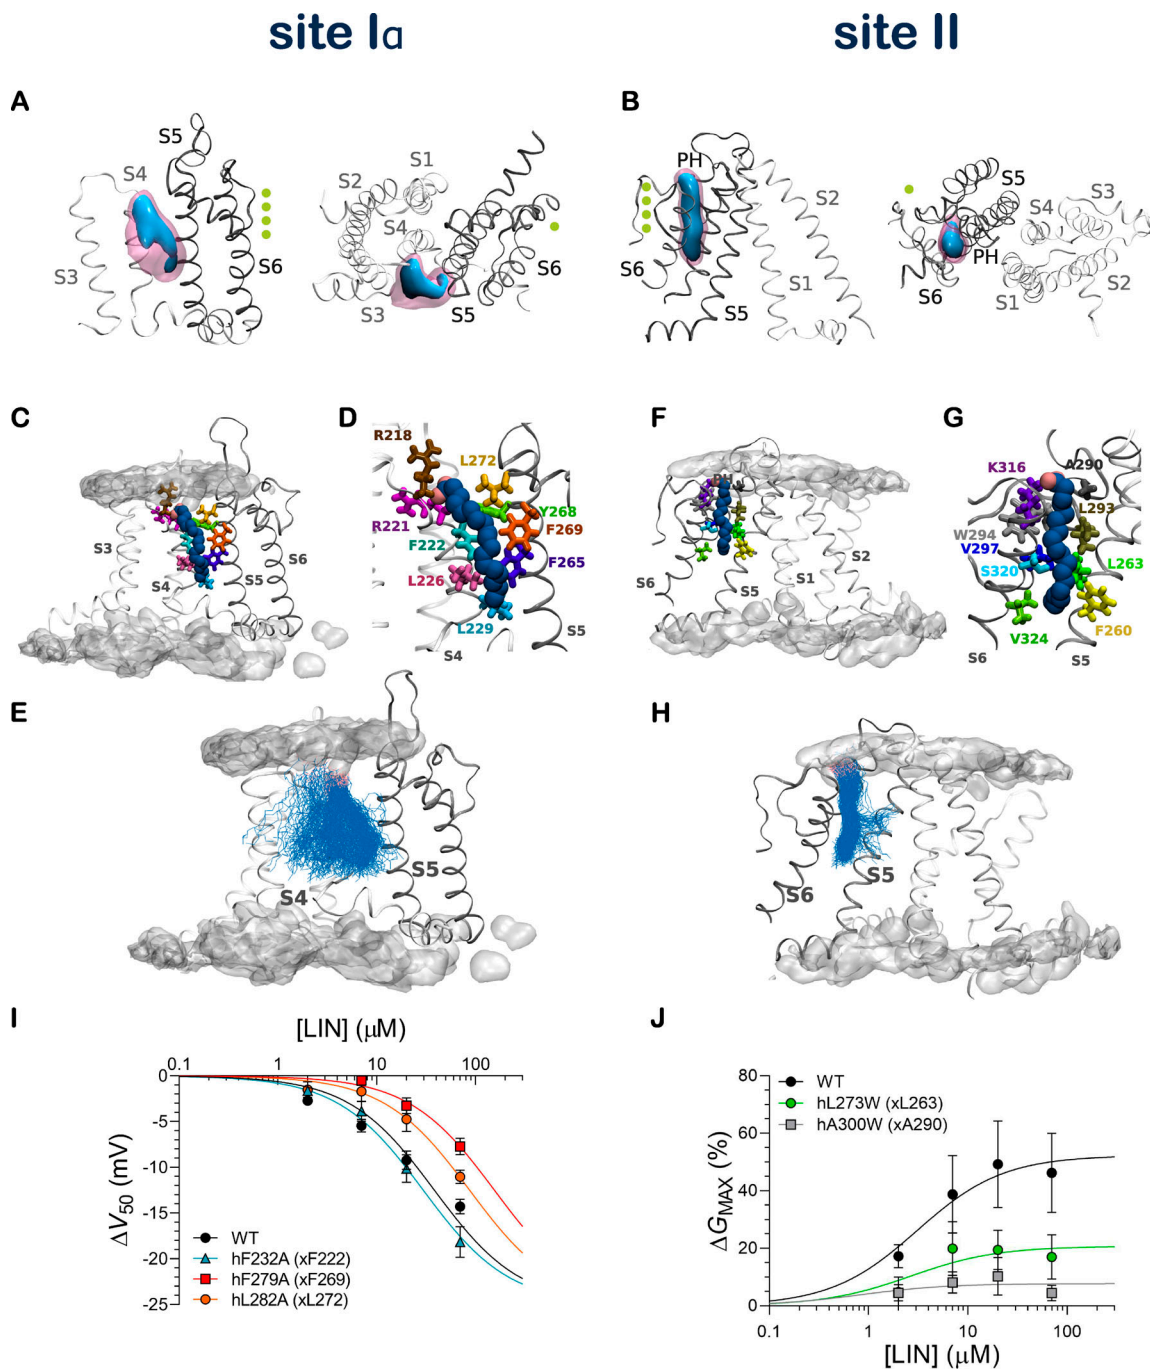 site Iα
site II
A
S5
S4
S3
S6
S1
S2
S4
S6
S3
S5
B
PH
S2
S6
S1
S5
S5
S3
S4
PH
S6
S1
S2
C
S3
S6
S4
S5
D
R218
L272
Y268
R221
F269
F222
F265
L226
L229
S5
S4
F
PH
S2
S6
S1
S5
G
K316
A290
L293
W294
V297
S320
L263
V324
F260
S6
S5
E
S5
S4
H
S5
S6
I
[LIN] (µM)
0.1 1 10 100
0
-5
-10
-15
-20
-25
ΔV50 (mV)
WT
hF232A (xF222)
hF279A (xF269)
hL282A (xL272)
J
80
60
40
20
0
ΔGMAX (%)
WT
hL273W (xL263)
hA300W (xA290)
0.1 1 10 100
[LIN] (µM)